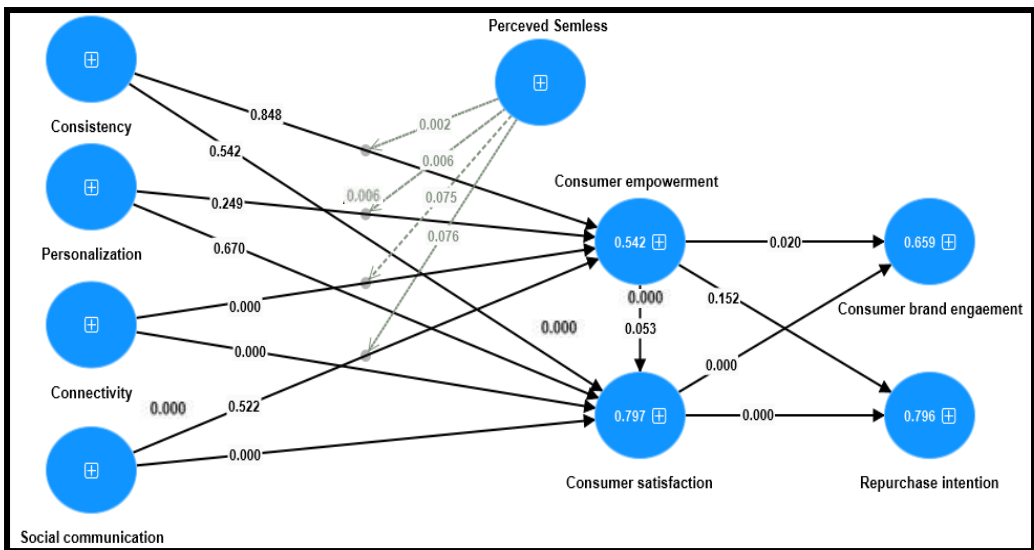 Perceved Semless
Consistency
0.848
0.002
0.542
0.006
Consumer empowerment
Personalization
0.249
0.006
0.075
0.670
0.076
0.542
0.020
0.659
Connectivity
0.000
0.000
0.152
Consumer brand engaement
0.000
0.053
0.000
0.000
0.000
0.522
0.000
0.797
0.000
0.796
Social communication
Consumer satisfaction
Repurchase intention